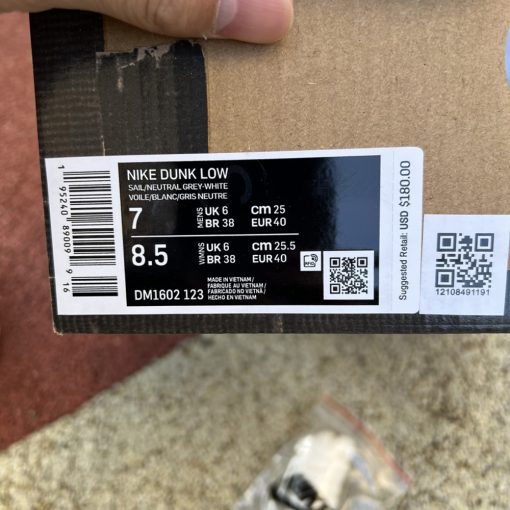 NIKE DUNK LOW
SAIL/NEUTRAL GREY-WHITE
VOILE/BLANC/GRIS NEUTRE
7 MENS UK 6 cm 25
BR 38 EUR 40
8.5 WMNS UK 6 cm 25.5
BR 38 EUR 40
MADE IN VIETNAM /
FABRIQUÉ AU VIETNAM /
FABRICADO NO VIETNÃ /
HECHO EN VIETNAM
DM1602 123
1 95240 89009 9 16
Suggested Retail: USD $180.00
12108491191